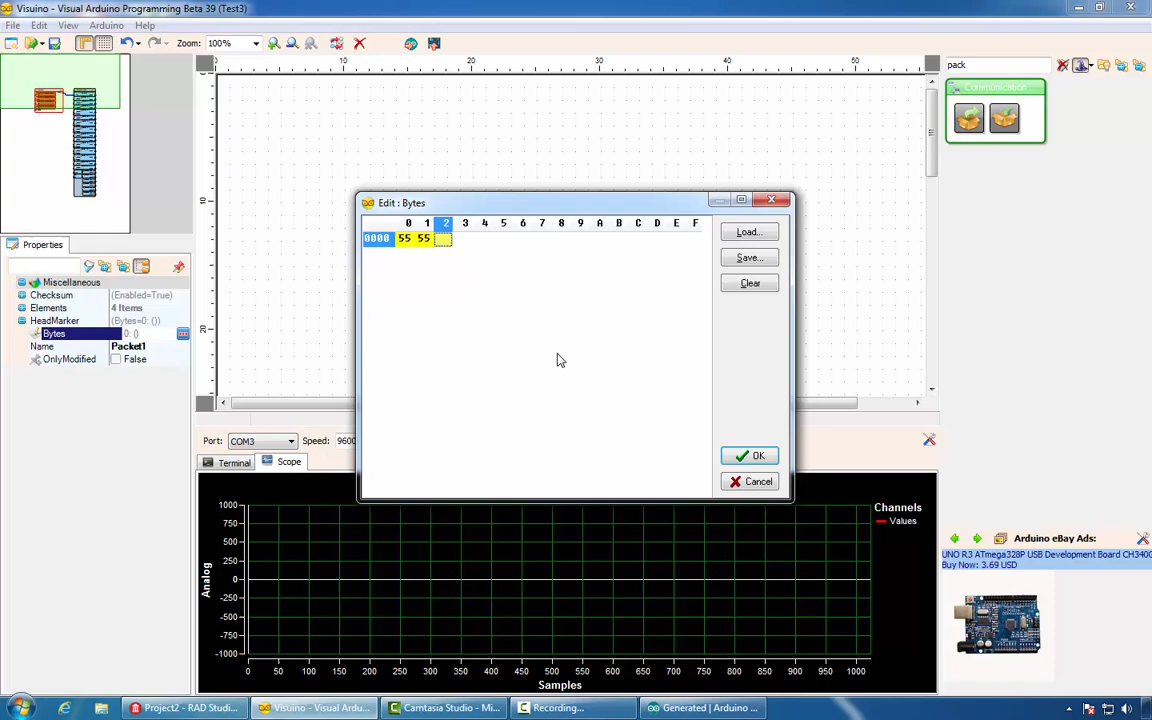 Visuino - Visual Arduino Programming Beta 39 (Test3)
File Edit View Arduino Help
Zoom: 100%
pack
0 10 20 30 40 50
Communication
10
20
Properties
Miscellaneous
Checksum (Enabled=True)
Elements 4 Items
HeadMarker (Bytes=0: ())
Bytes 0: ()
Name Packet1
OnlyModified False
Edit : Bytes
0 1 2 3 4 5 6 7 8 9 A B C D E F
0000 55 55
Load...
Save...
Clear
OK
Cancel
Port: COM3 Speed: 9600
Terminal Scope
1000
750
500
250
0
-250
-500
-750
-1000
Analog
0 50 100 150 200 250 300 350 400 450 500 550 600 650 700 750 800 850 900 950 1000
Samples
Channels
Values
Arduino eBay Ads:
UNO R3 ATmega328P USB Development Board CH340G
Buy Now: 3.69 USD
Project2 - RAD Studi...
Visuino - Visual Ardu...
Camtasia Studio - Mi...
Recording...
Generated | Arduino ...